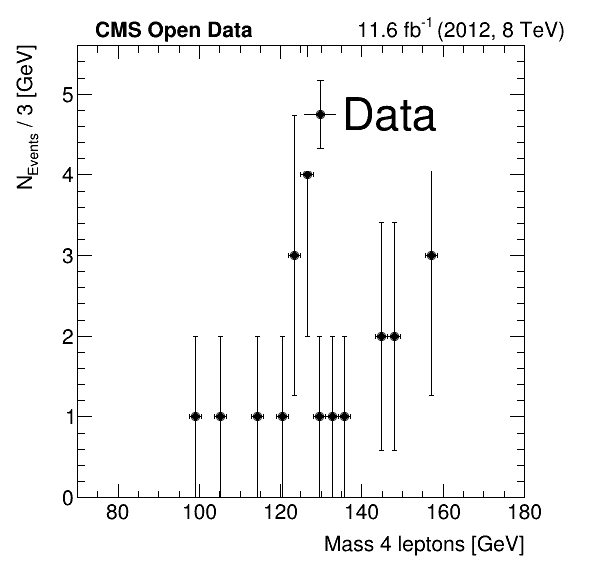 CMS Open Data 11.6 fb⁻¹ (2012, 8 TeV)
N_Events / 3 [GeV]
Data
5
4
3
2
1
0
80 100 120 140 160 180
Mass 4 leptons [GeV]